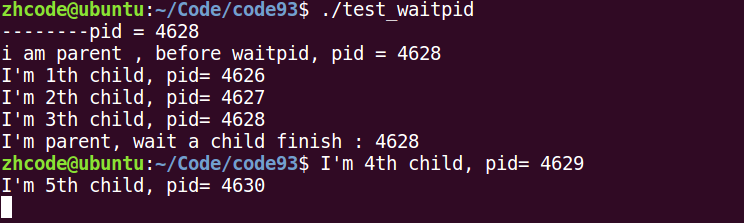 zhcode@ubuntu:~/Code/code93$ ./test_waitpid
--------pid = 4628
i am parent , before waitpid, pid = 4628
I'm 1th child, pid= 4626
I'm 2th child, pid= 4627
I'm 3th child, pid= 4628
I'm parent, wait a child finish : 4628
zhcode@ubuntu:~/Code/code93$ I'm 4th child, pid= 4629
I'm 5th child, pid= 4630